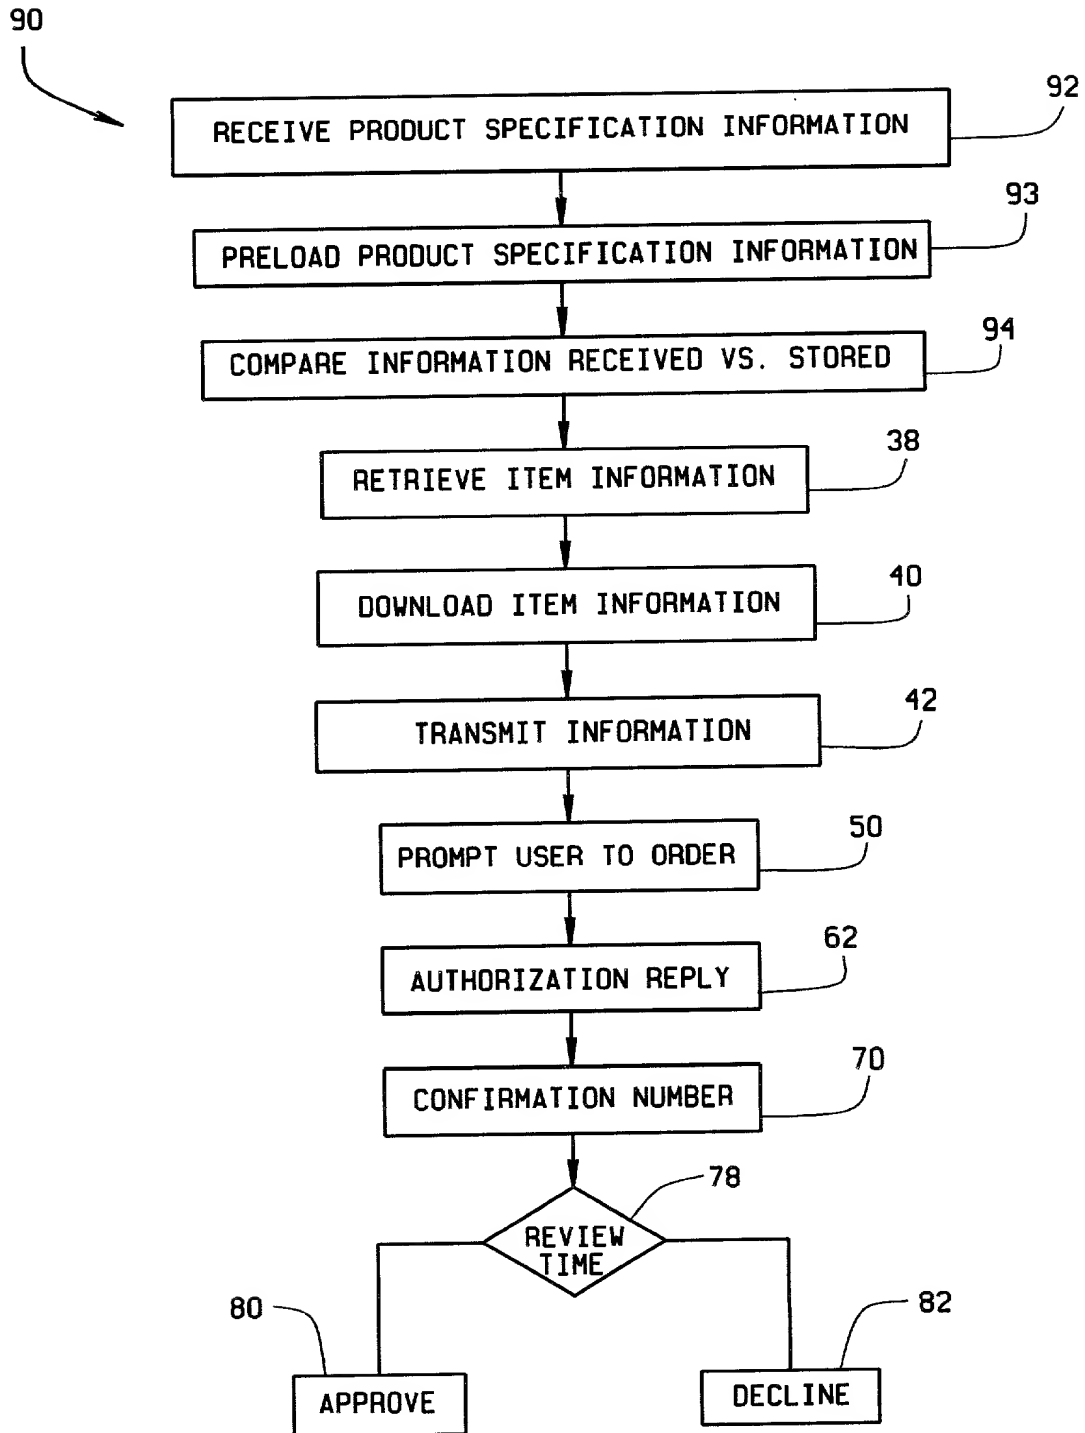 90
92
RECEIVE PRODUCT SPECIFICATION INFORMATION
93
PRELOAD PRODUCT SPECIFICATION INFORMATION
94
COMPARE INFORMATION RECEIVED VS. STORED
38
RETRIEVE ITEM INFORMATION
40
DOWNLOAD ITEM INFORMATION
42
TRANSMIT INFORMATION
50
PROMPT USER TO ORDER
62
AUTHORIZATION REPLY
70
CONFIRMATION NUMBER
78
REVIEW
TIME
80
82
APPROVE
DECLINE